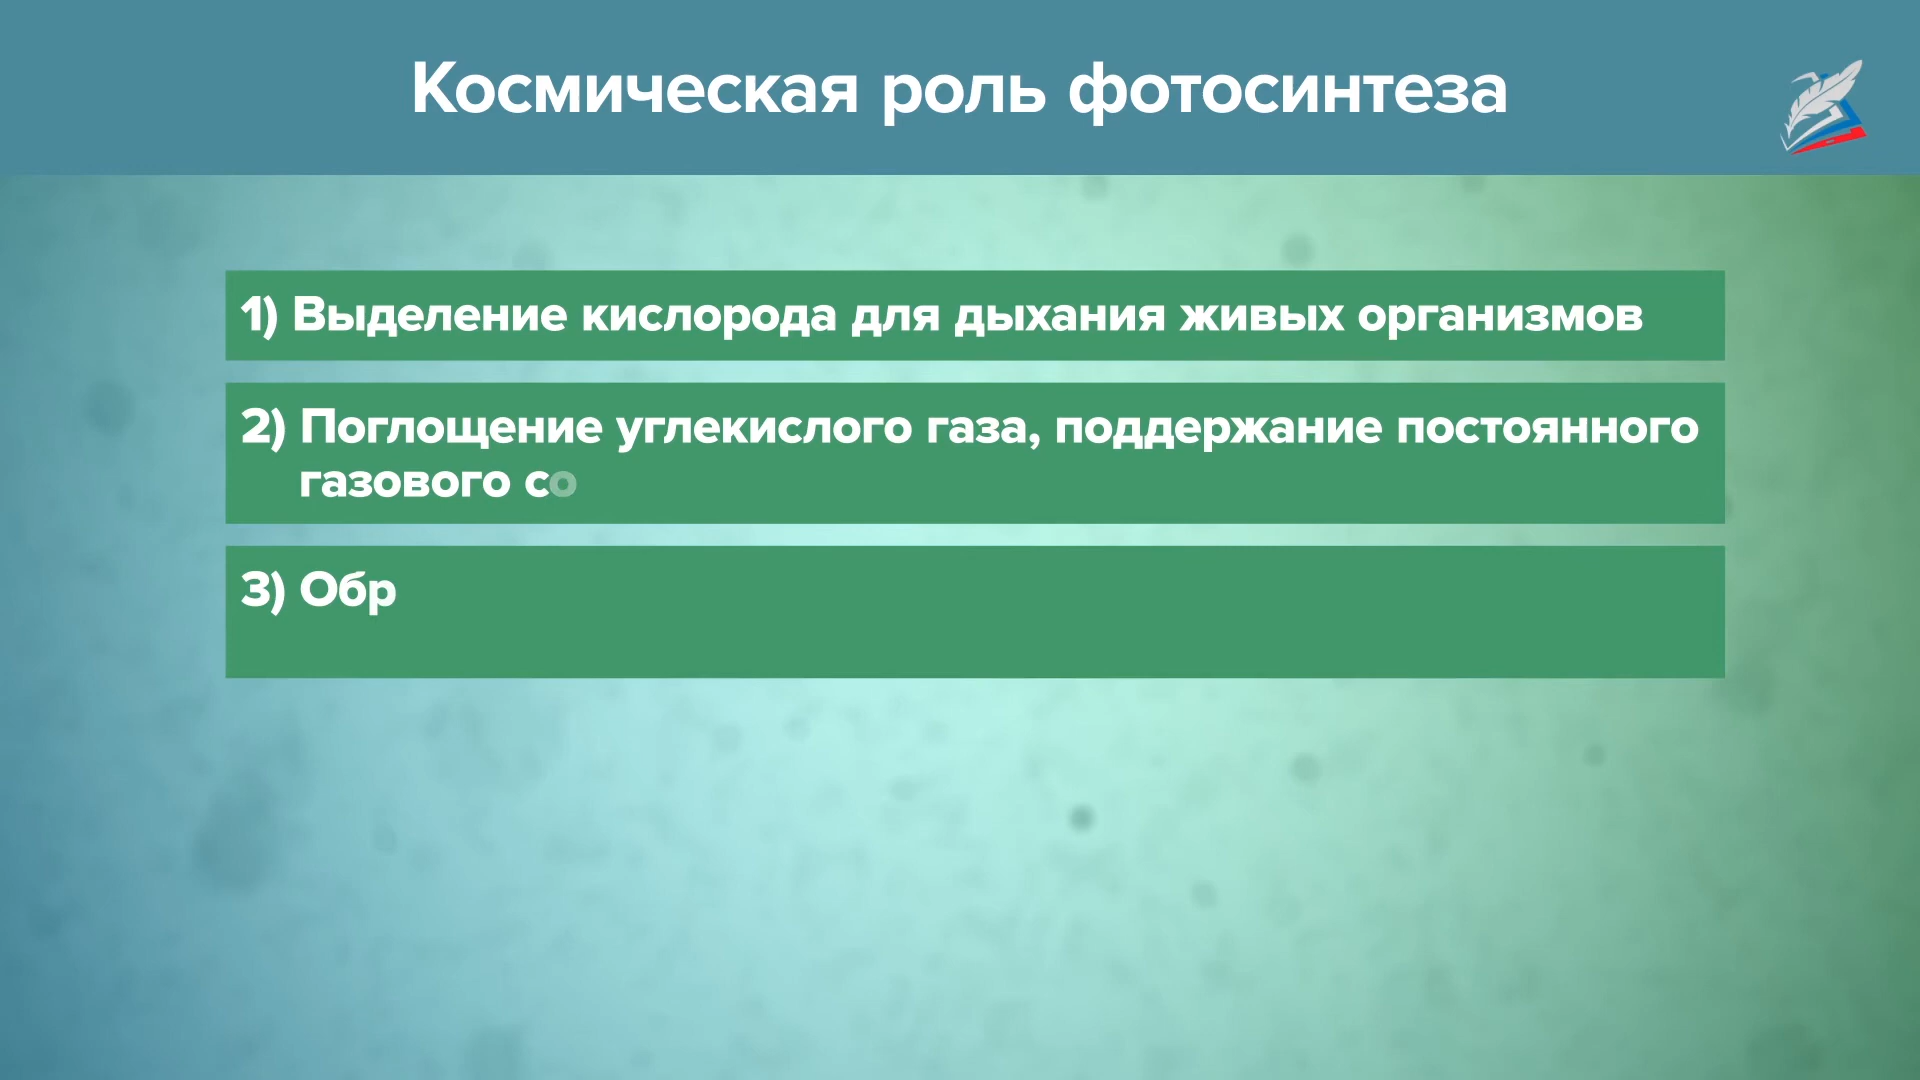 Космическая роль фотосинтеза
1) Выделение кислорода для дыхания живых организмов
2) Поглощение углекислого газа, поддержание постоянного
газового со
3) Обр